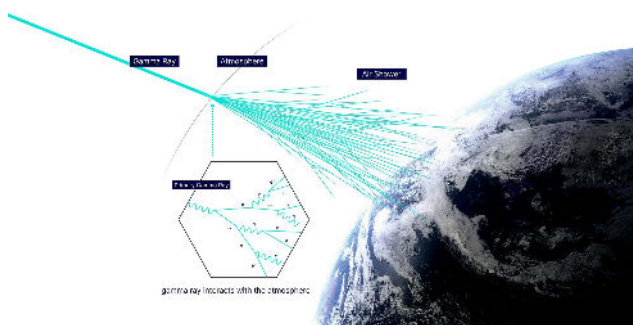 Gamma Ray
Atmosphere
Air Shower
Primary Gamma Ray
gamma ray interacts with the atmosphere